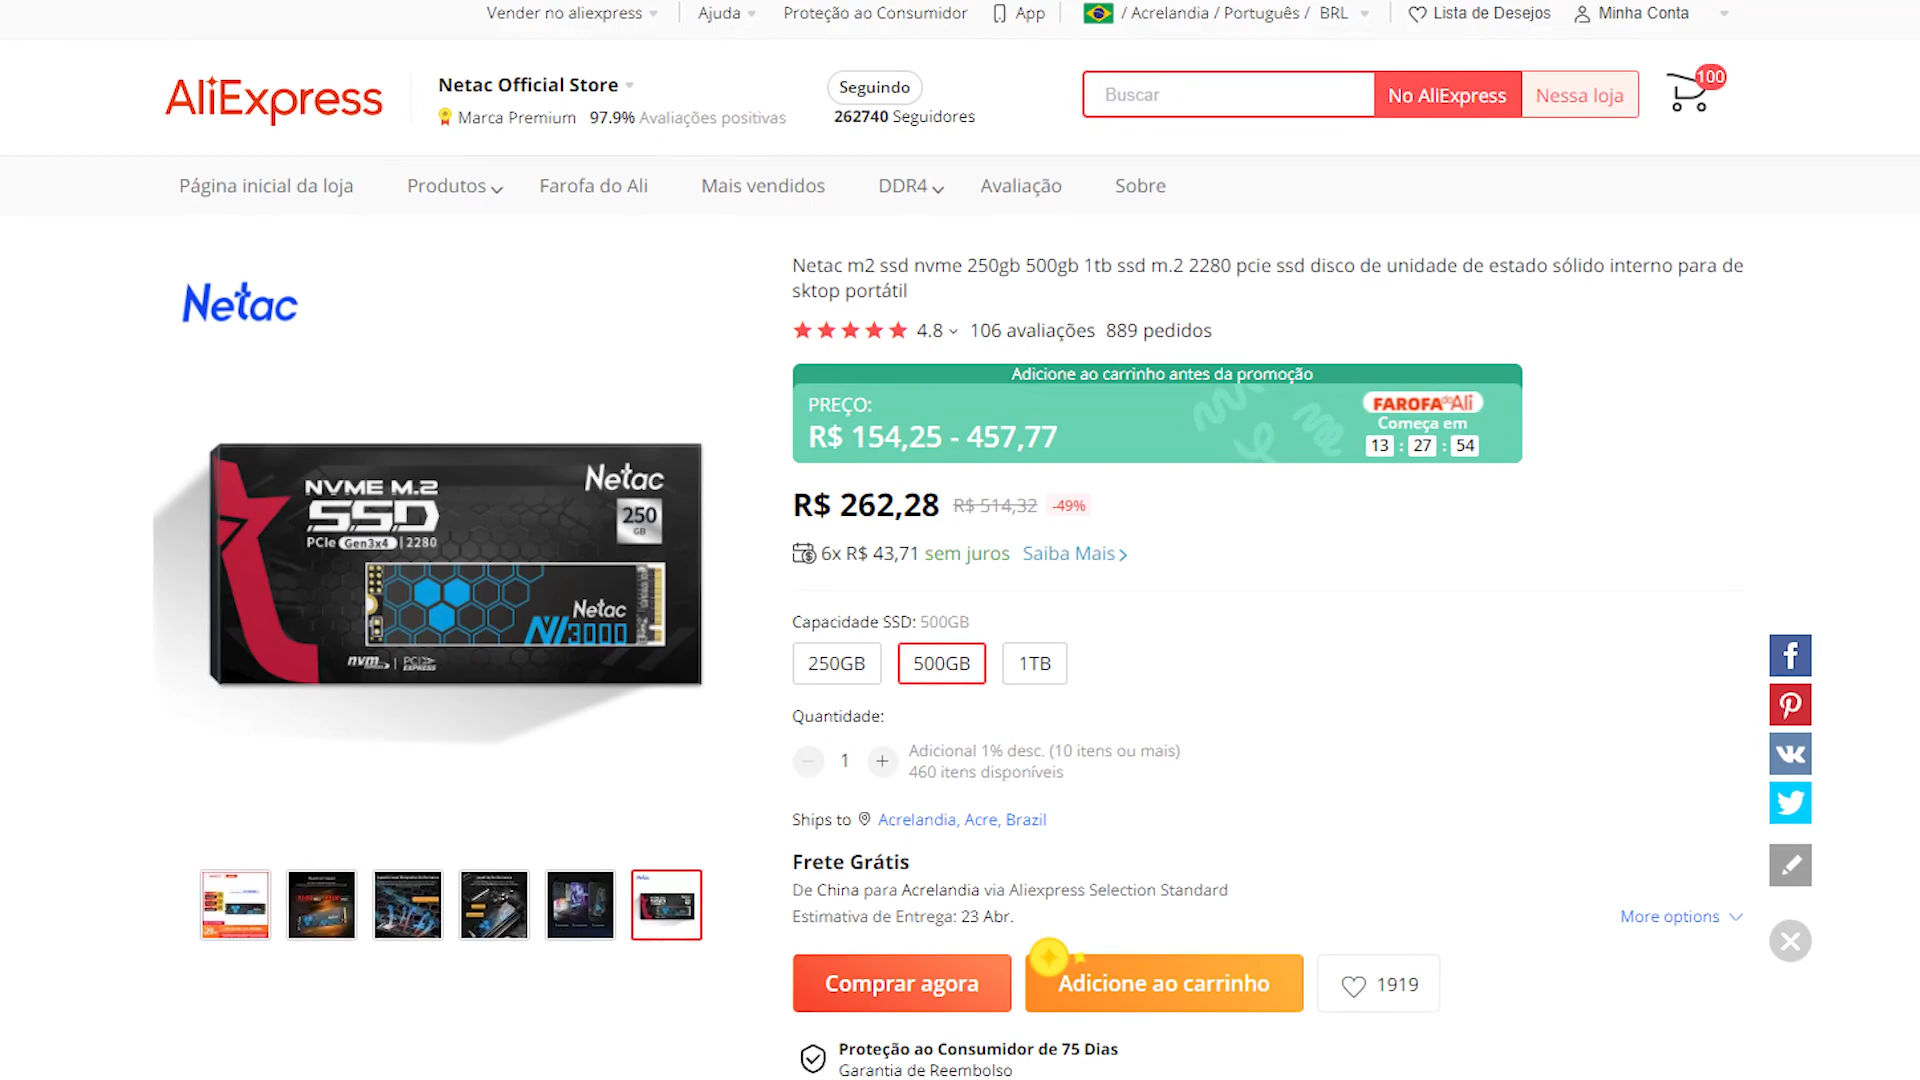 Vender no aliexpress
Ajuda
Proteção ao Consumidor
App
/ Acrelandia / Português / BRL
Lista de Desejos
Minha Conta
AliExpress
Netac Official Store
Marca Premium 97.9% Avaliações positivas
Seguindo
262740 Seguidores
Buscar
No AliExpress
Nessa loja
100
Página inicial da loja
Produtos
Farofa do Ali
Mais vendidos
DDR4
Avaliação
Sobre
Netac
NVME M.2
SSD
PCIe Gen3x4 | 2280
Netac
250
GB
Netac
NV3000
nvm
PCI
EXPRESS
Netac m2 ssd nvme 250gb 500gb 1tb ssd m.2 2280 pcie ssd disco de unidade de estado sólido interno para de
sktop portátil
4.8 106 avaliações 889 pedidos
Adicione ao carrinho antes da promoção
PREÇO:
R$ 154,25 - 457,77
FAROFA do Ali
Começa em
13 : 27 : 54
R$ 262,28 R$ 514,32 -49%
6x R$ 43,71 sem juros Saiba Mais
Capacidade SSD: 500GB
250GB
500GB
1TB
Quantidade:
1
Adicional 1% desc. (10 itens ou mais)
460 itens disponíveis
Ships to Acrelandia, Acre, Brazil
Frete Grátis
De China para Acrelandia via Aliexpress Selection Standard
Estimativa de Entrega: 23 Abr.
More options
Comprar agora
Adicione ao carrinho
1919
Proteção ao Consumidor de 75 Dias
Garantia de Reembolso